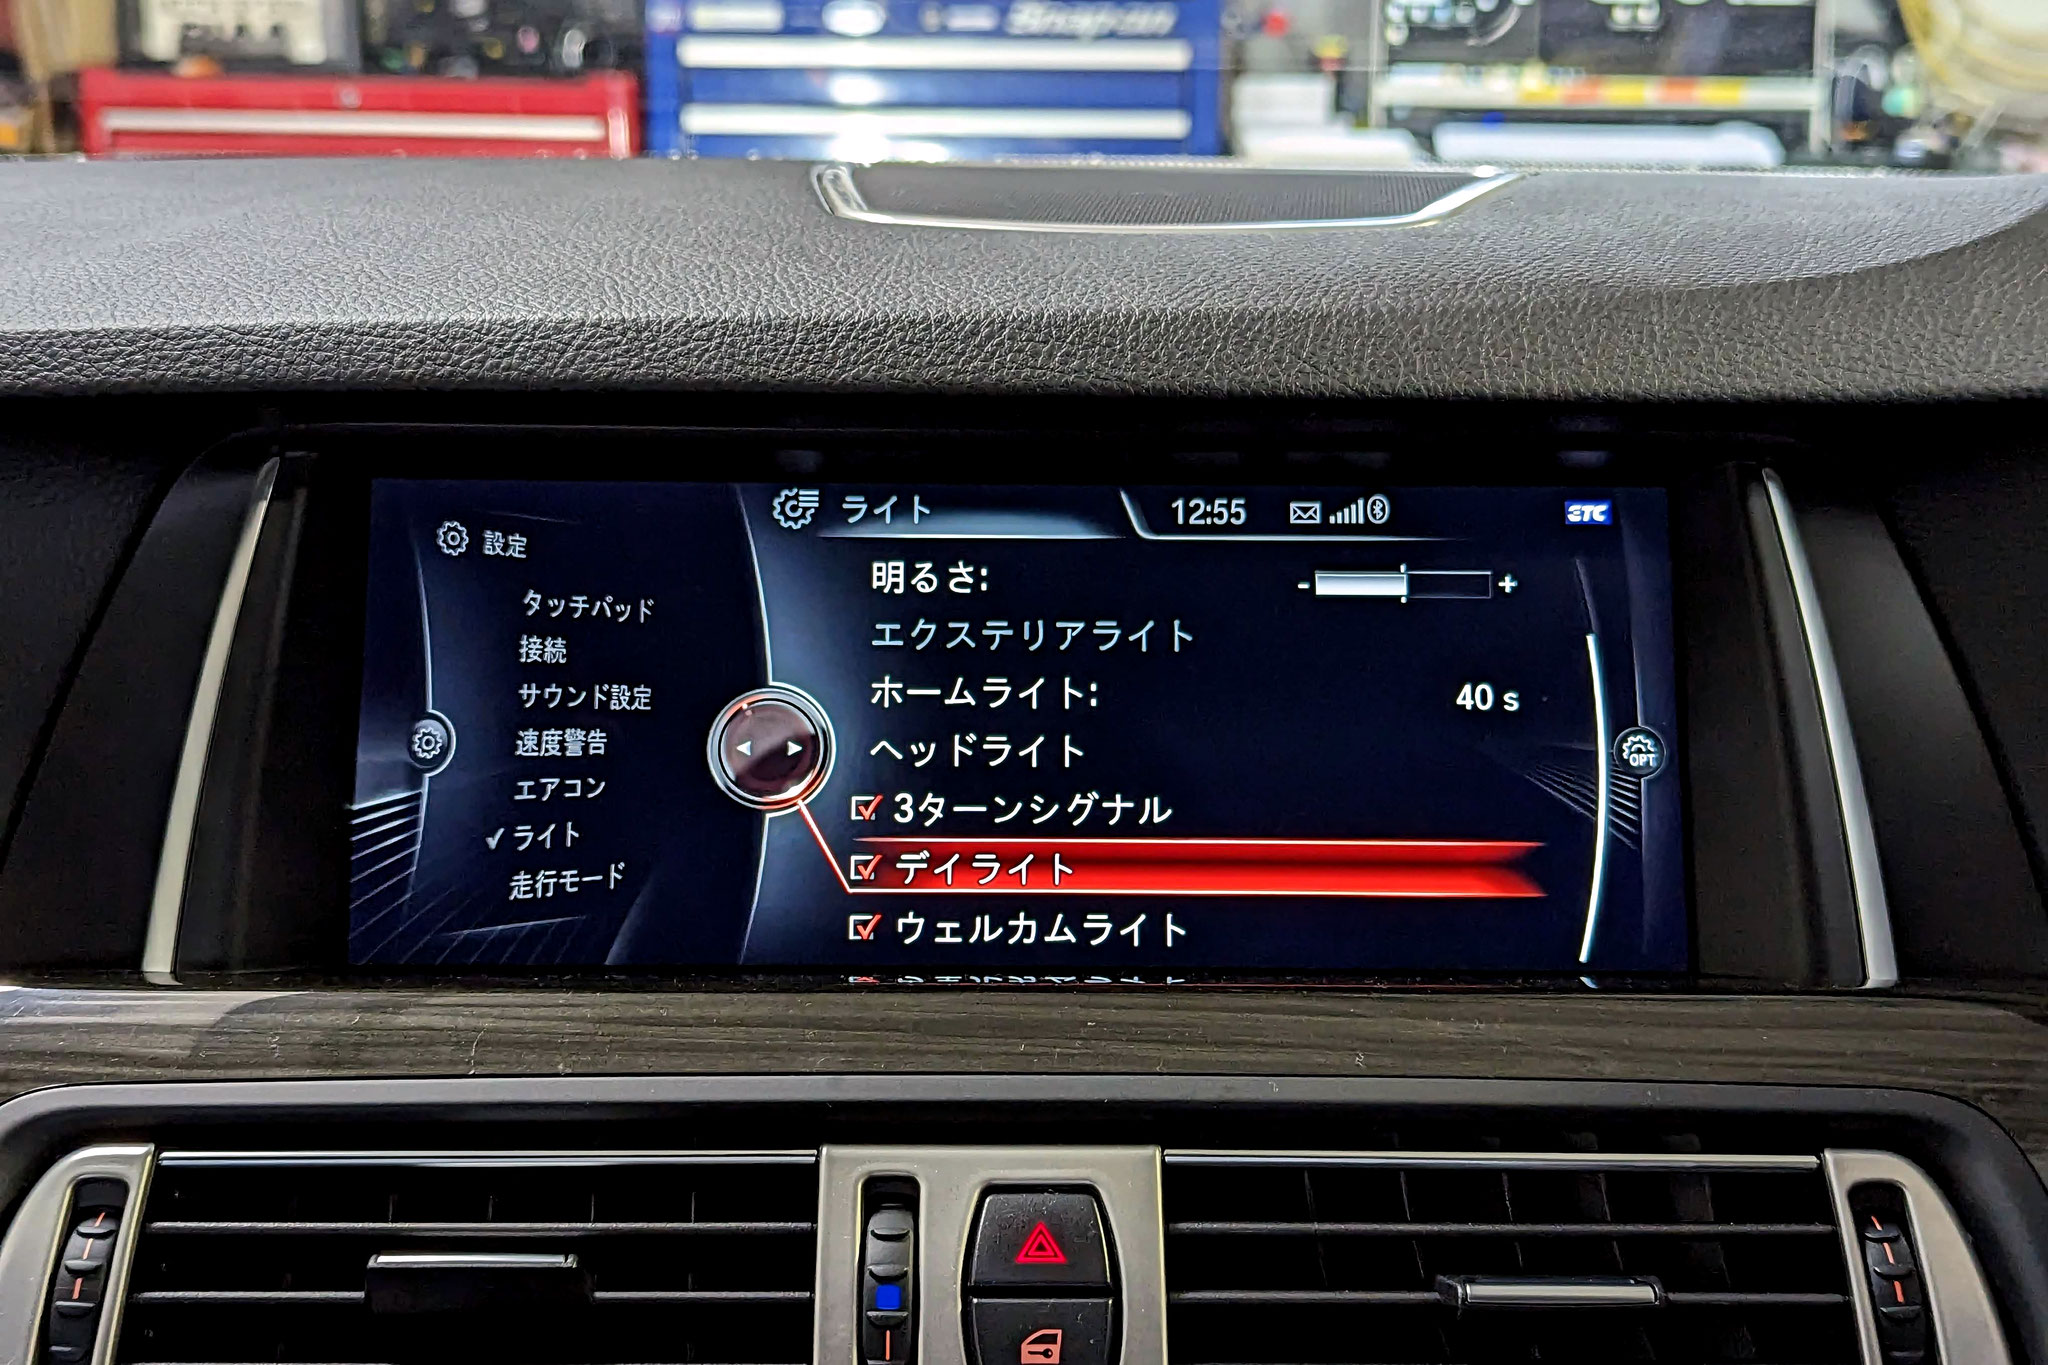 Snap-on
ライト
12:55
ETC
設定
タッチパッド
接続
サウンド設定
速度警告
エアコン
ライト
走行モード
明るさ:
- +
エクステリアライト
ホームライト: 40 s
ヘッドライト
3ターンシグナル
デイライト
ウェルカムライト
OPT